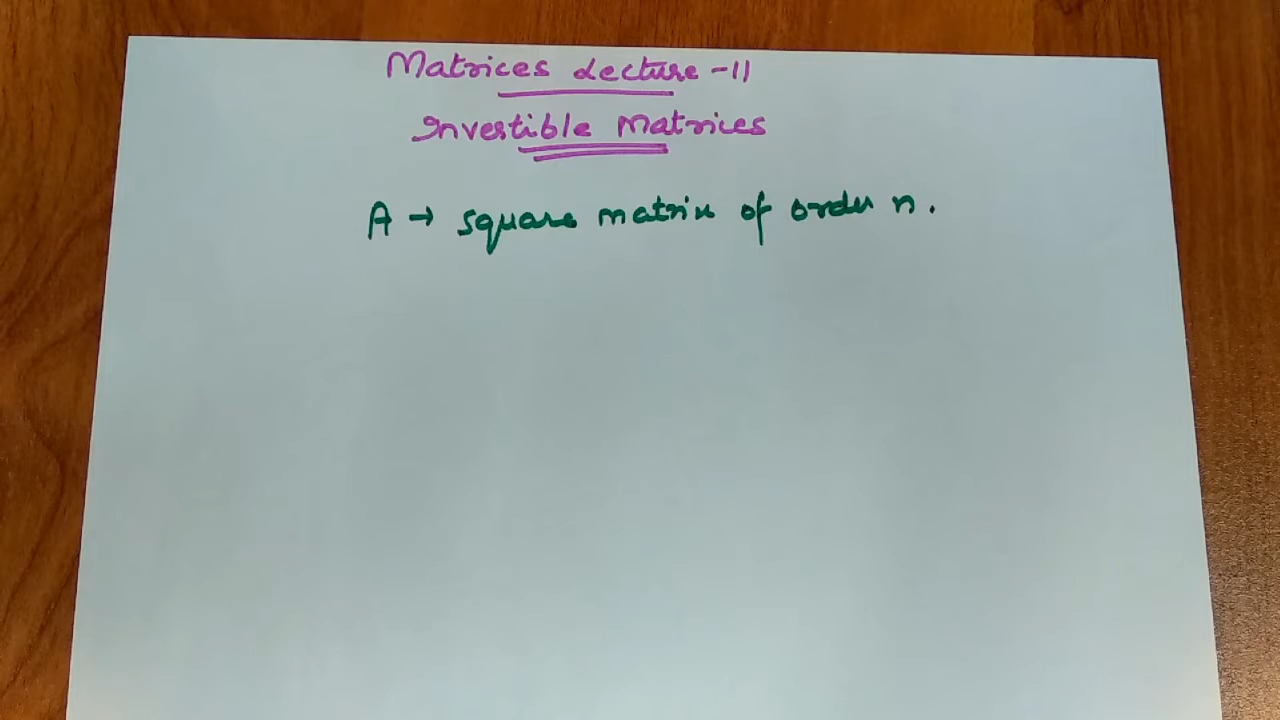 Matrices Lecture -11
Invertible Matrices
A → square matrix of order n.